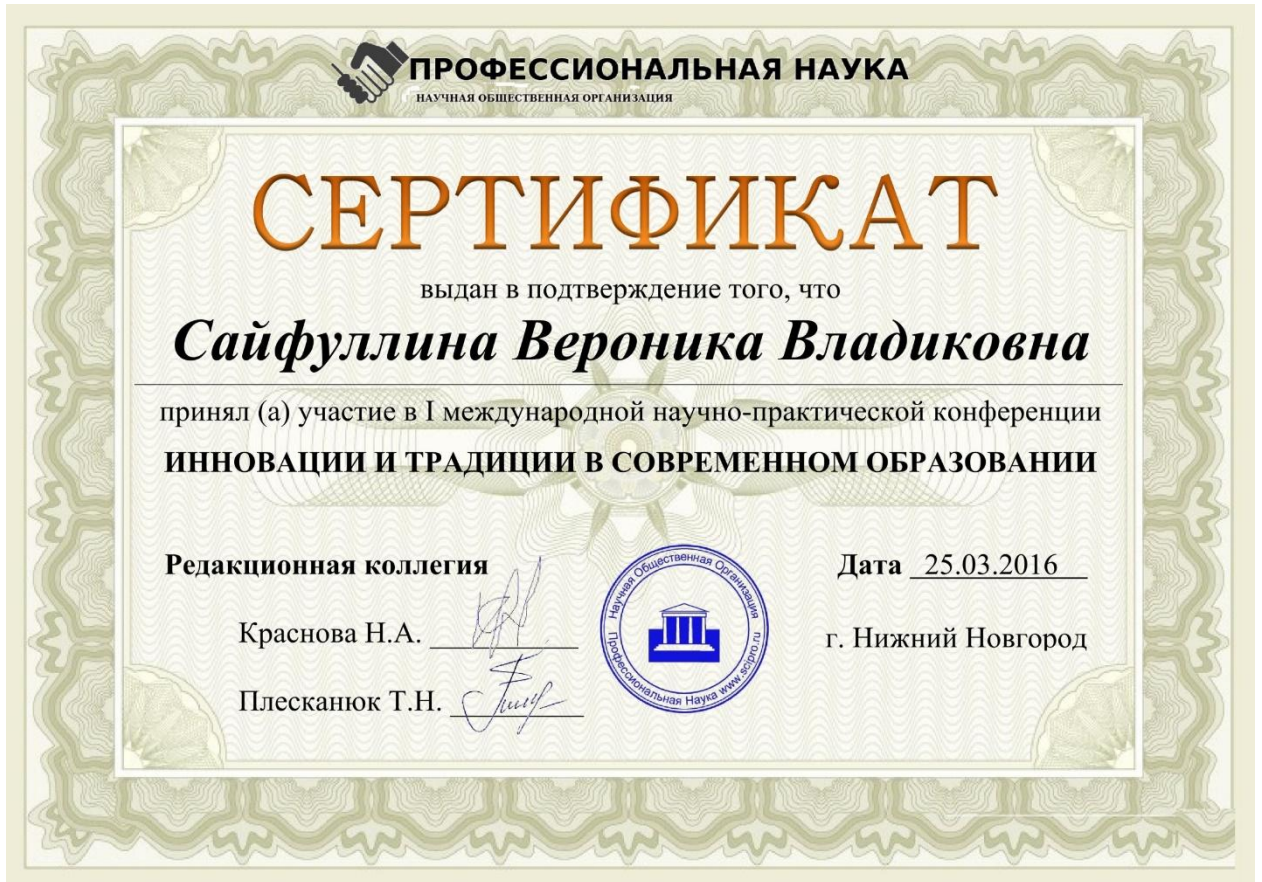 ПРОФЕССИОНАЛЬНАЯ НАУКА
НАУЧНАЯ ОБЩЕСТВЕННАЯ ОРГАНИЗАЦИЯ
СЕРТИФИКАТ
выдан в подтверждение того, что
Сайфуллина Вероника Владиковна
принял (а) участие в I международной научно-практической конференции
ИННОВАЦИИ И ТРАДИЦИИ В СОВРЕМЕННОМ ОБРАЗОВАНИИ
Редакционная коллегия
Краснова Н.А.
Плесканюк Т.Н.
Научная Общественная Организация
Профессиональная Наука www.scipro.ru
Дата 25.03.2016
г. Нижний Новгород